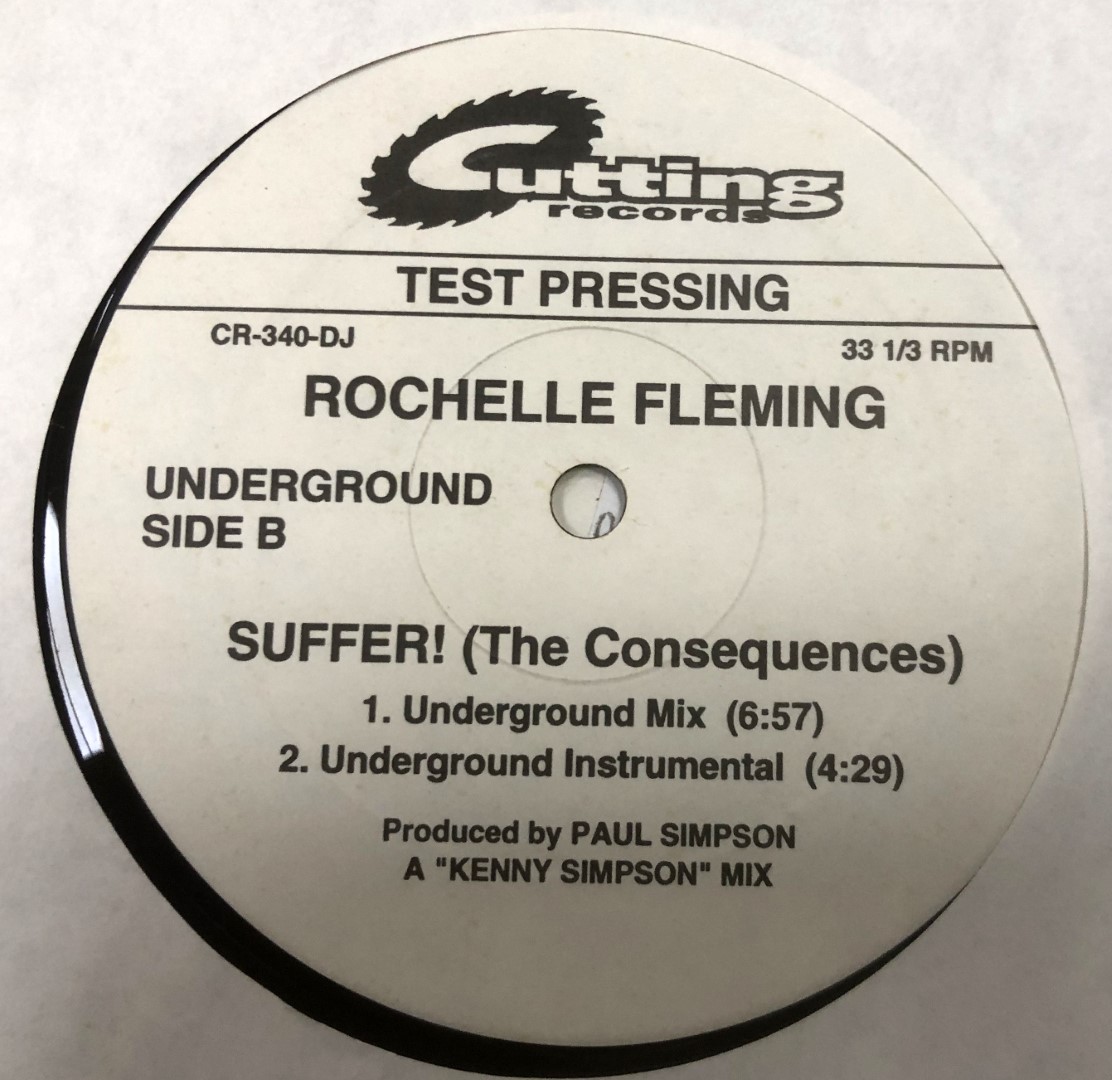 Cutting
records
TEST PRESSING
CR-340-DJ
33 1/3 RPM
ROCHELLE FLEMING
UNDERGROUND
SIDE B
SUFFER! (The Consequences)
1. Underground Mix (6:57)
2. Underground Instrumental (4:29)
Produced by PAUL SIMPSON
A "KENNY SIMPSON" MIX